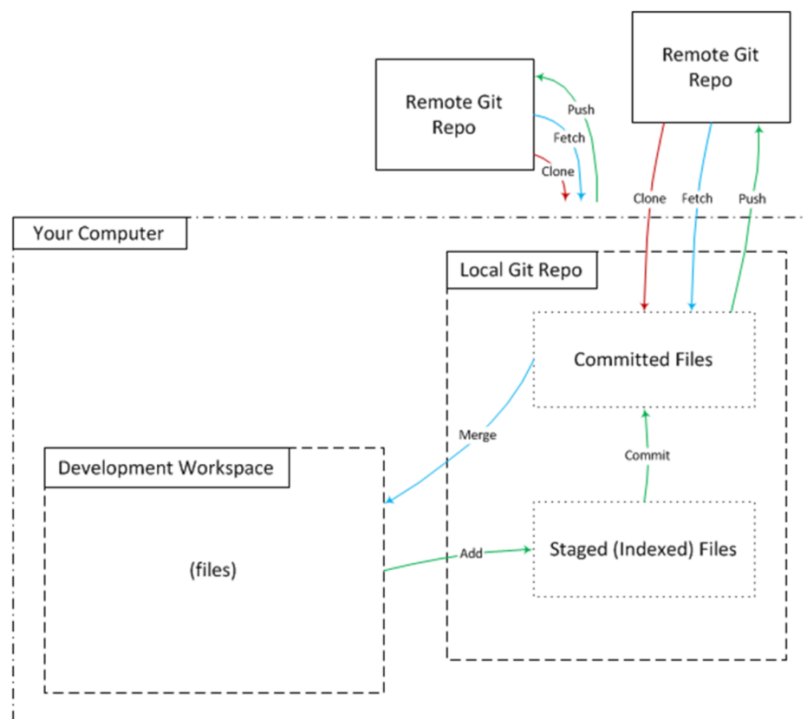 Remote Git
Repo
Remote Git
Repo
Push
Fetch
Clone
Clone
Fetch
Push
Your Computer
Local Git Repo
Committed Files
Merge
Commit
Development Workspace
Staged (Indexed) Files
Add
(files)